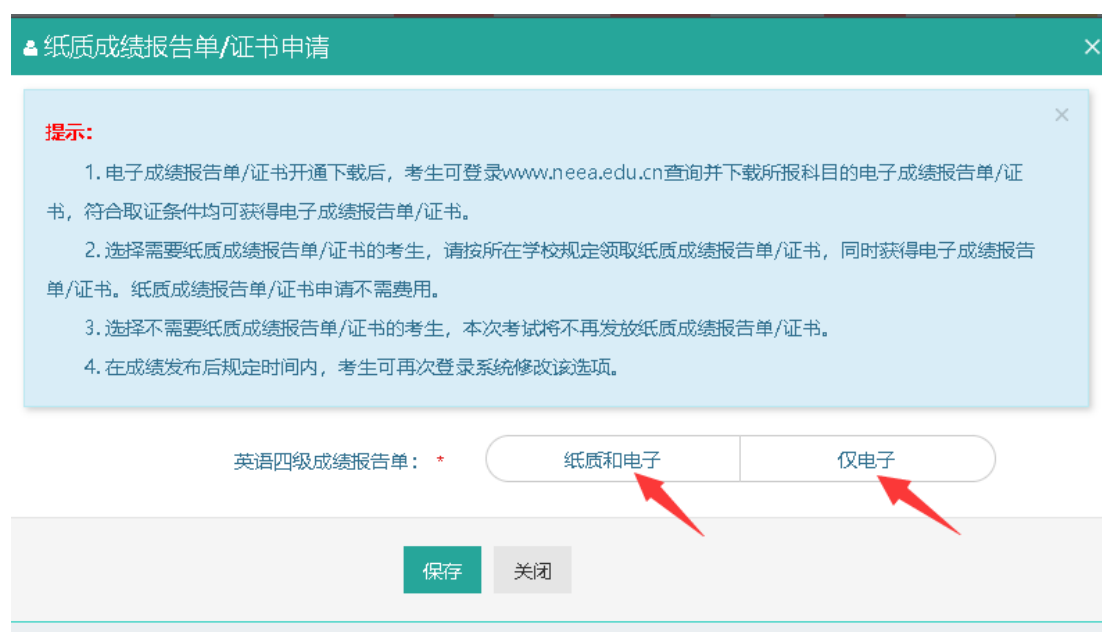 纸质成绩报告单/证书申请
提示:
1. 电子成绩报告单/证书开通下载后，考生可登录www.neea.edu.cn查询并下载所报科目的电子成绩报告单/证
书，符合取证条件均可获得电子成绩报告单/证书。
2. 选择需要纸质成绩报告单/证书的考生，请按所在学校规定领取纸质成绩报告单/证书，同时获得电子成绩报告
单/证书。纸质成绩报告单/证书申请不需费用。
3. 选择不需要纸质成绩报告单/证书的考生，本次考试将不再发放纸质成绩报告单/证书。
4. 在成绩发布后规定时间内，考生可再次登录系统修改该选项。
英语四级成绩报告单： * 纸质和电子 仅电子
保存 关闭